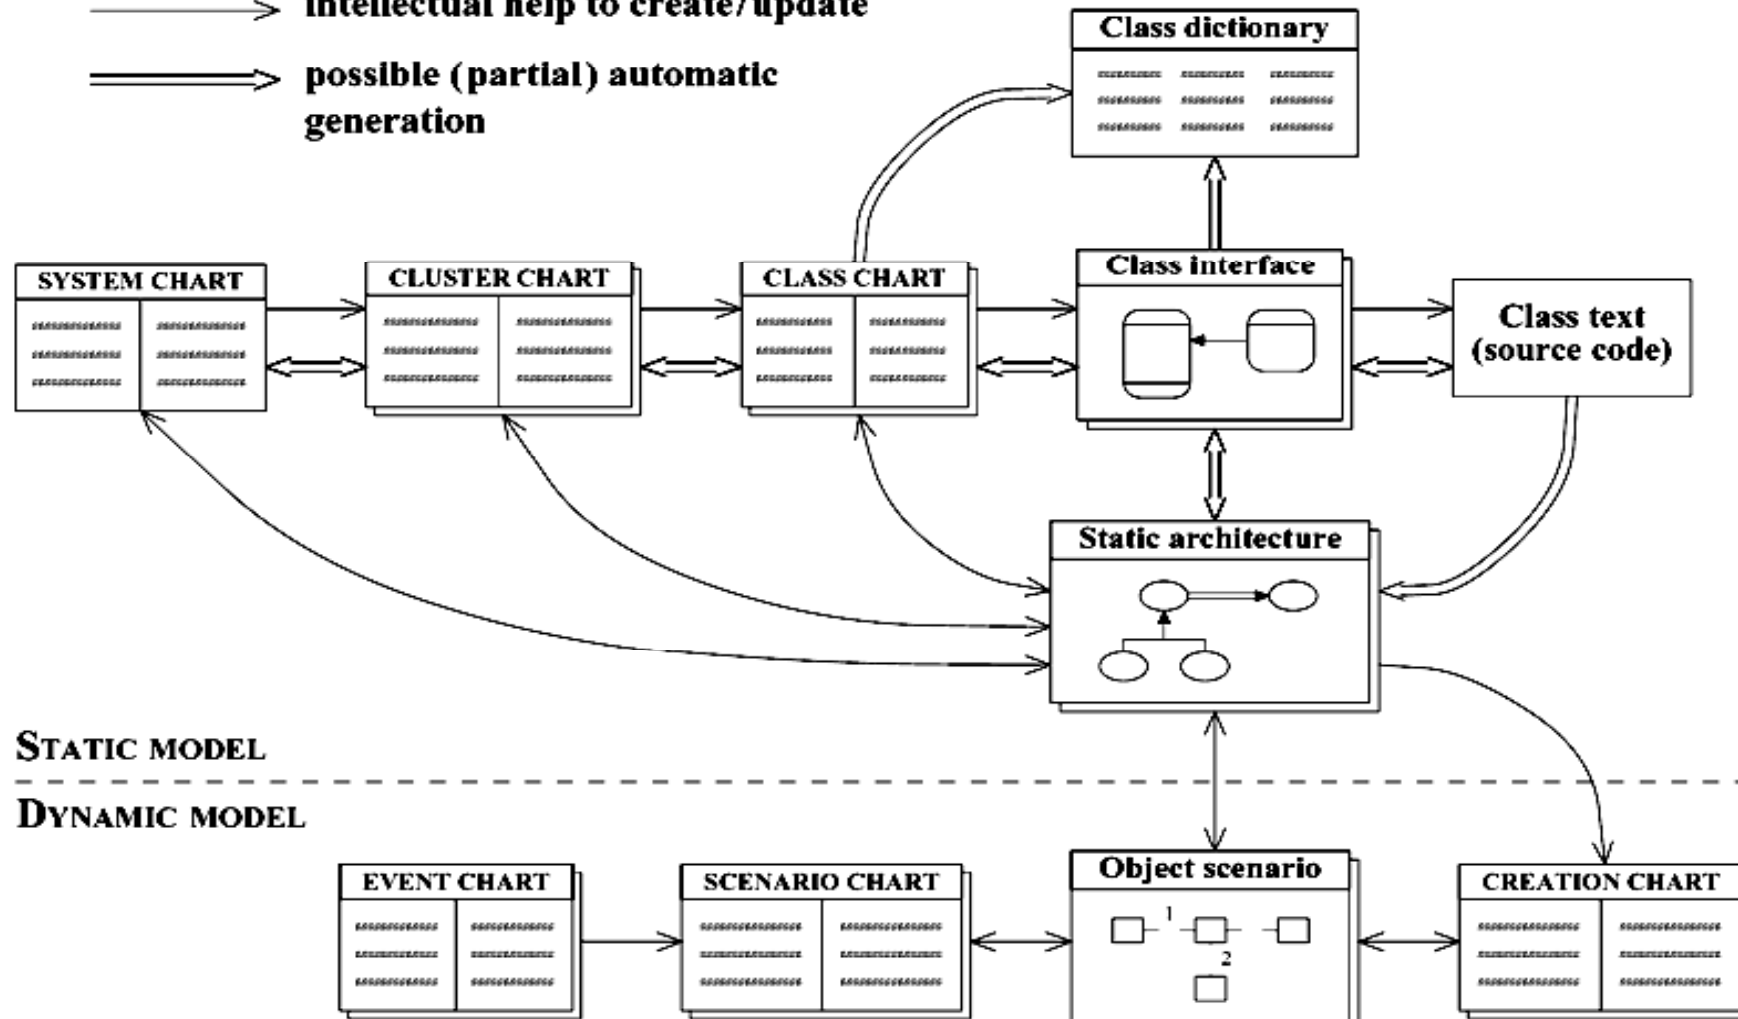 intellectual help to create/update
possible (partial) automatic
generation
Class dictionary
SYSTEM CHART
CLUSTER CHART
CLASS CHART
Class interface
Class text
(source code)
Static architecture
STATIC MODEL
DYNAMIC MODEL
EVENT CHART
SCENARIO CHART
Object scenario
1
2
CREATION CHART